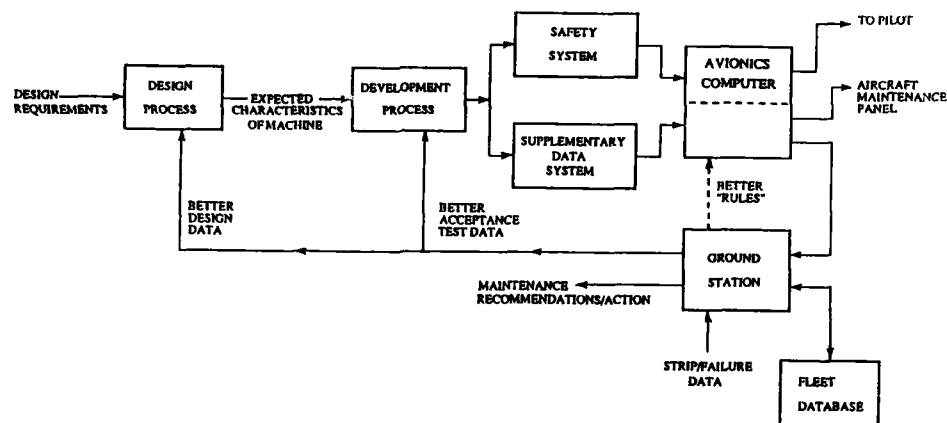 SAFETY
SYSTEM
TO PILOT
DESIGN
REQUIREMENTS
DESIGN
PROCESS
EXPECTED
CHARACTERISTICS
OF MACHINE
DEVELOPMENT
PROCESS
AVIONICS
COMPUTER
AIRCRAFT
MAINTENANCE
PANEL
SUPPLEMENTARY
DATA
SYSTEM
BETTER
DESIGN
DATA
BETTER
ACCEPTANCE
TEST DATA
BETTER
"RULES"
GROUND
STATION
MAINTENANCE
RECOMMENDATIONS/ACTION
STRIP/FAILURE
DATA
FLEET
DATABASE